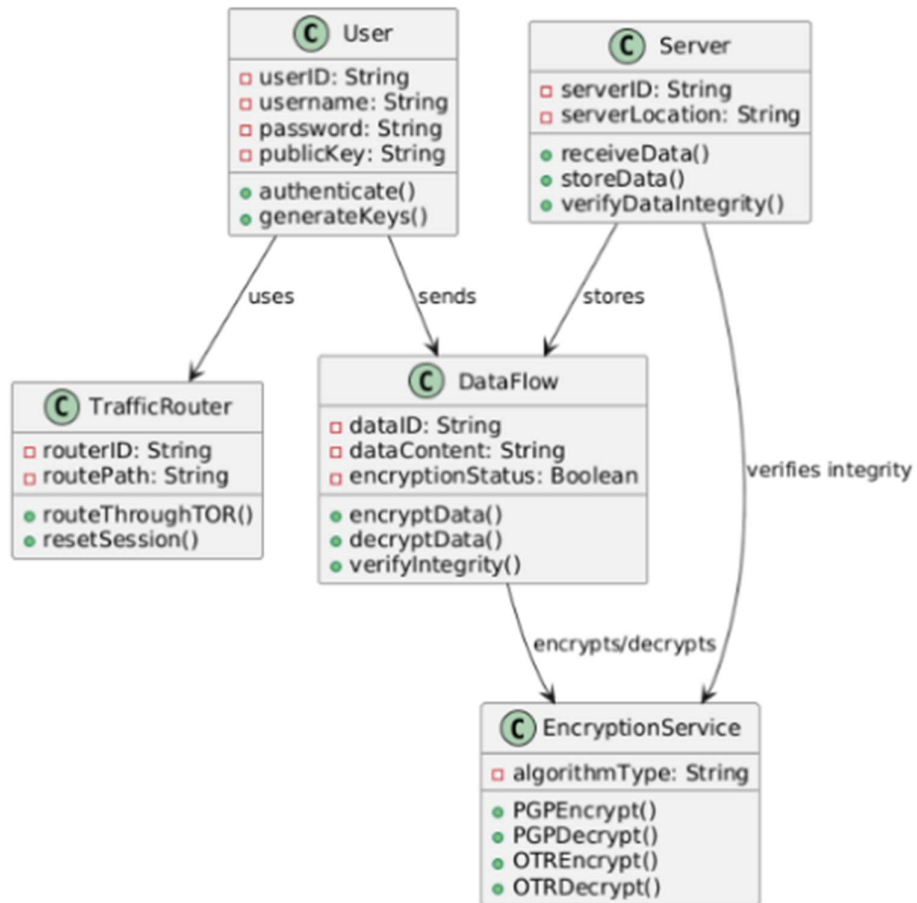 C User
userID: String
username: String
password: String
publicKey: String
authenticate()
generateKeys()
C Server
serverID: String
serverLocation: String
receiveData()
storeData()
verifyDataIntegrity()
uses
sends
stores
C TrafficRouter
routerID: String
routePath: String
routeThroughTOR()
resetSession()
C DataFlow
dataID: String
dataContent: String
encryptionStatus: Boolean
encryptData()
decryptData()
verifyIntegrity()
verifies integrity
encrypts/decrypts
C EncryptionService
algorithmType: String
PGPEncrypt()
PGPDecrypt()
OTREncrypt()
OTRDecrypt()